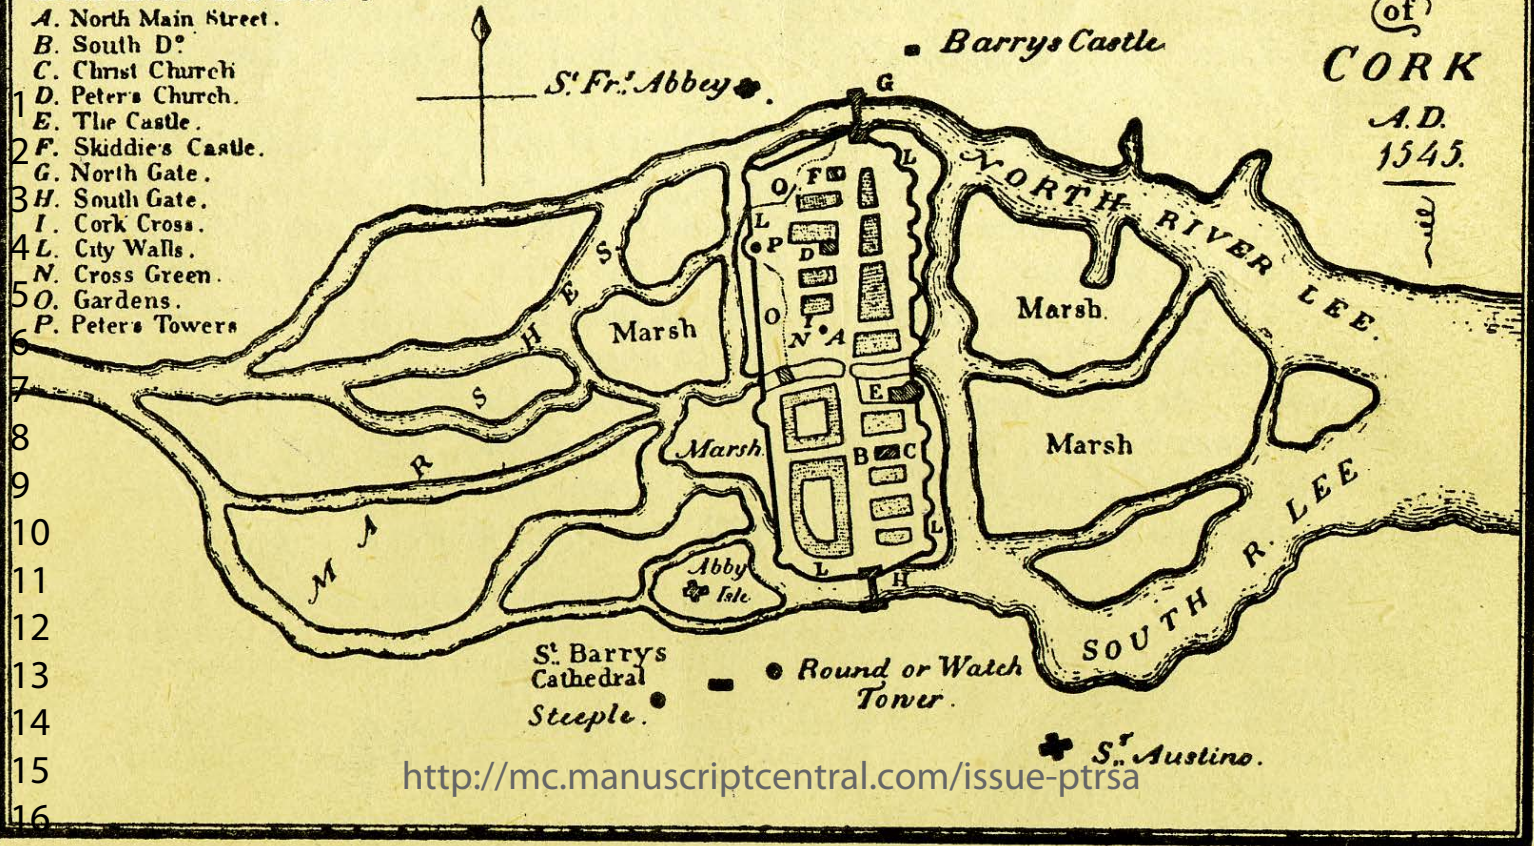 A. North Main Street.
B. South Dº
C. Christ Church
1 D. Peter's Church.
E. The Castle.
2 F. Skiddie's Castle.
G. North Gate.
3 H. South Gate.
I. Cork Cross.
4 L. City Walls.
N. Cross Green.
5 O. Gardens.
P. Peter's Towers
6
7
8
9
10
11
12
13
14
15
16
(of)
CORK
A.D.
1545.
Barrys Castle
St. Fr.s Abbey
G
L
F
O
L
P
D
O
I
N A
E
B C
L
L
H
NORTH RIVER LEE.
Marsh
Marsh.
Marsh.
Marsh
MARSHES
Abby
Isle
SOUTH R. LEE
St. Barrys
Cathedral
Steeple.
Round or Watch
Tower.
St. Austins.
http://mc.manuscriptcentral.com/issue-ptrsa